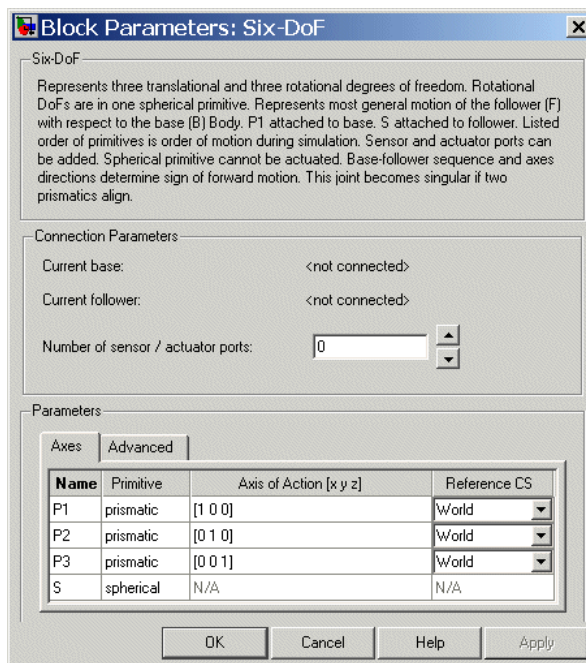 Block Parameters: Six-DoF
Six-DoF
Represents three translational and three rotational degrees of freedom. Rotational
DoFs are in one spherical primitive. Represents most general motion of the follower (F)
with respect to the base (B) Body. P1 attached to base. S attached to follower. Listed
order of primitives is order of motion during simulation. Sensor and actuator ports can
be added. Spherical primitive cannot be actuated. Base-follower sequence and axes
directions determine sign of forward motion. This joint becomes singular if two
prismatics align.
Connection Parameters
Current base: <not connected>
Current follower: <not connected>
Number of sensor / actuator ports: 0
Parameters
Axes Advanced
Name Primitive Axis of Action [x y z] Reference CS
P1 prismatic [1 0 0] World
P2 prismatic [0 1 0] World
P3 prismatic [0 0 1] World
S spherical N/A N/A
OK Cancel Help Apply